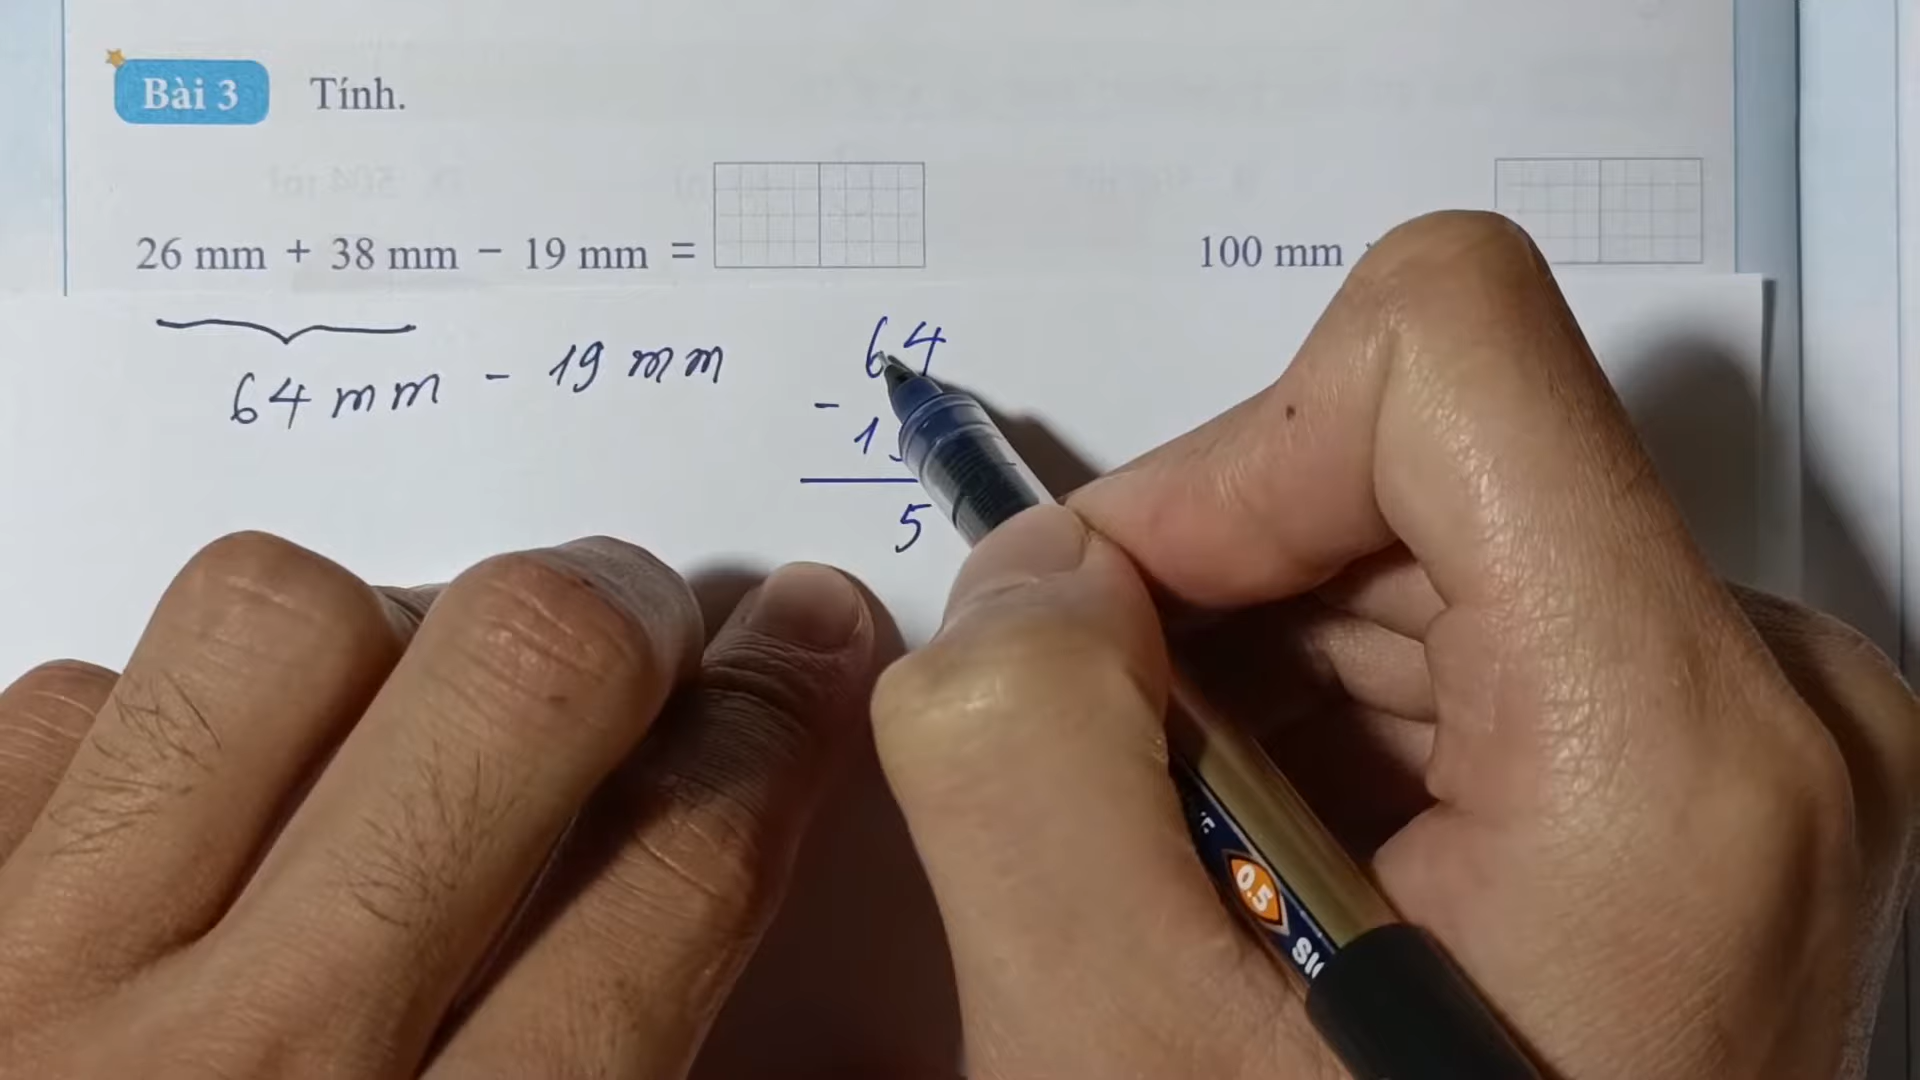 Bài 3 Tính.
26 mm + 38 mm − 19 mm =
100 mm
64 mm - 19 mm
64
-
1
5
0.5